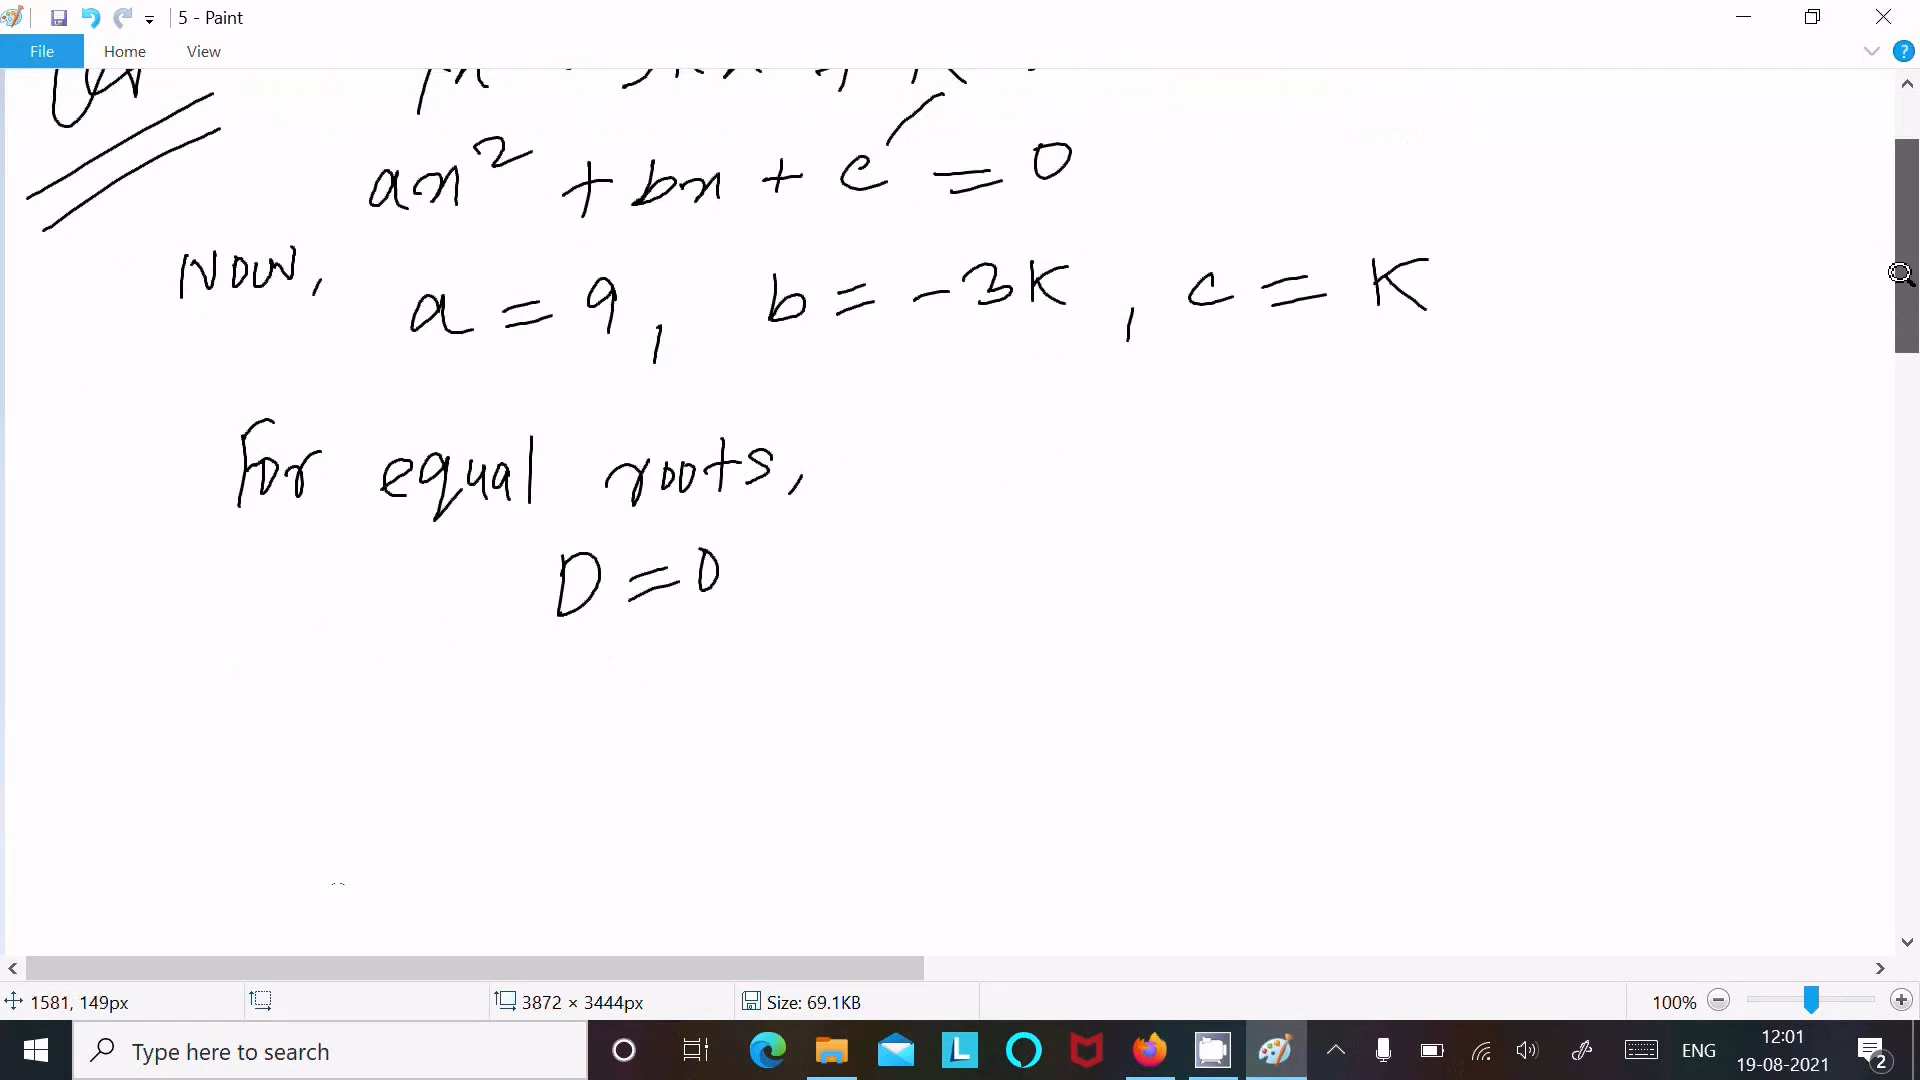 5 - Paint
File Home View
ax² + bx + c = 0
Now,
a = 9, b = -3K, c = K
For equal roots,
D = 0
1581, 149px 3872 × 3444px Size: 69.1KB 100%
Type here to search ENG 12:01
19-08-2021 2